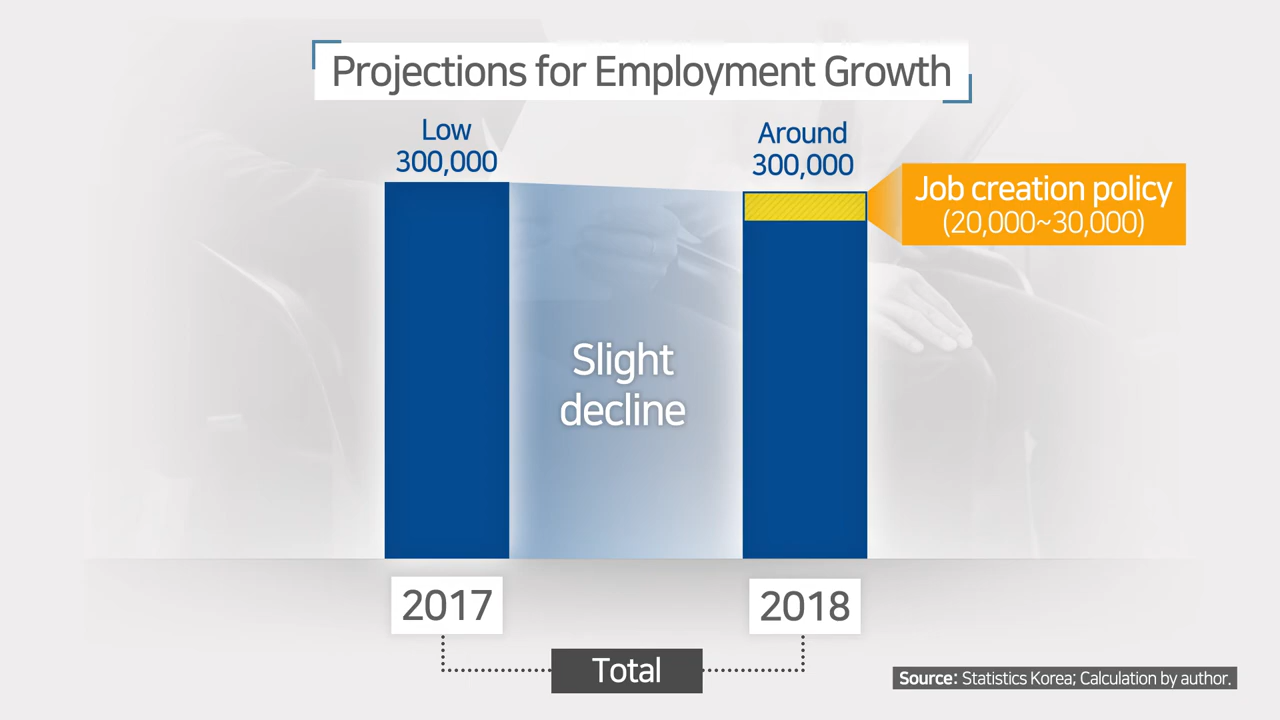 Projections for Employment Growth
Low
300,000
Around
300,000
Job creation policy
(20,000~30,000)
Slight
decline
2017
2018
Total
Source: Statistics Korea; Calculation by author.